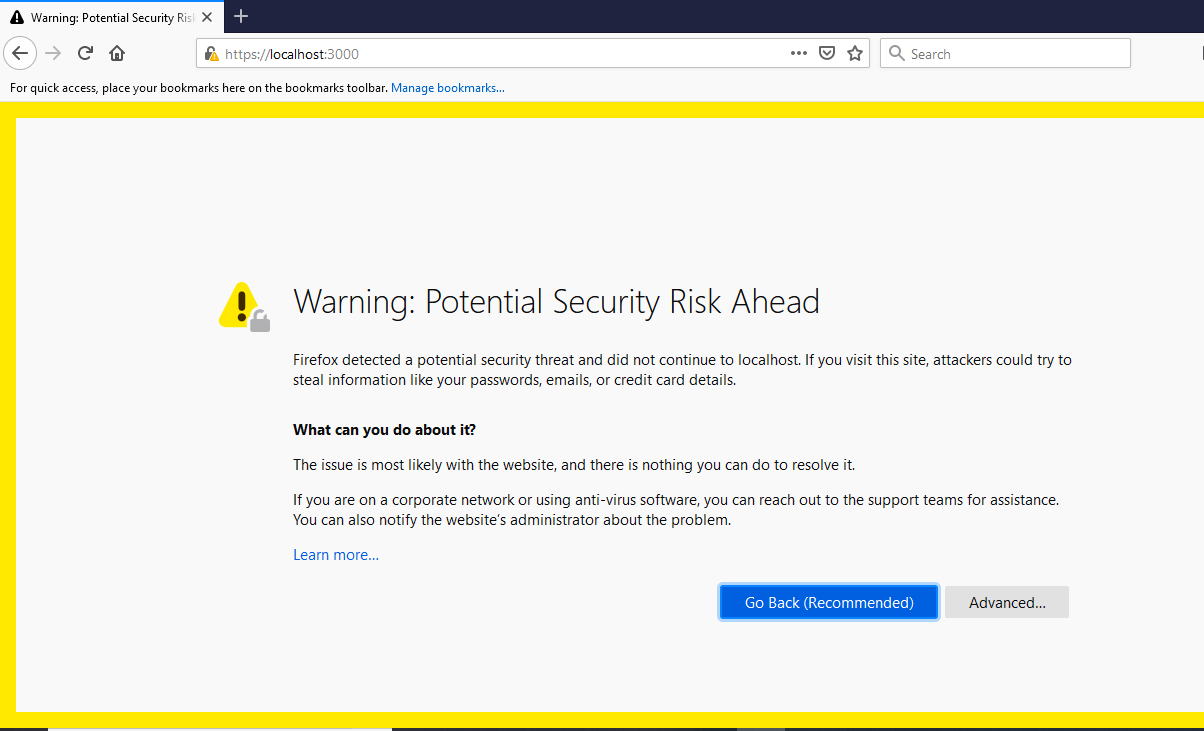 Warning: Potential Security Ris
https://localhost:3000
Search
For quick access, place your bookmarks here on the bookmarks toolbar. Manage bookmarks...
Warning: Potential Security Risk Ahead
Firefox detected a potential security threat and did not continue to localhost. If you visit this site, attackers could try to
steal information like your passwords, emails, or credit card details.
What can you do about it?
The issue is most likely with the website, and there is nothing you can do to resolve it.
If you are on a corporate network or using anti-virus software, you can reach out to the support teams for assistance.
You can also notify the website's administrator about the problem.
Learn more...
Go Back (Recommended) Advanced...